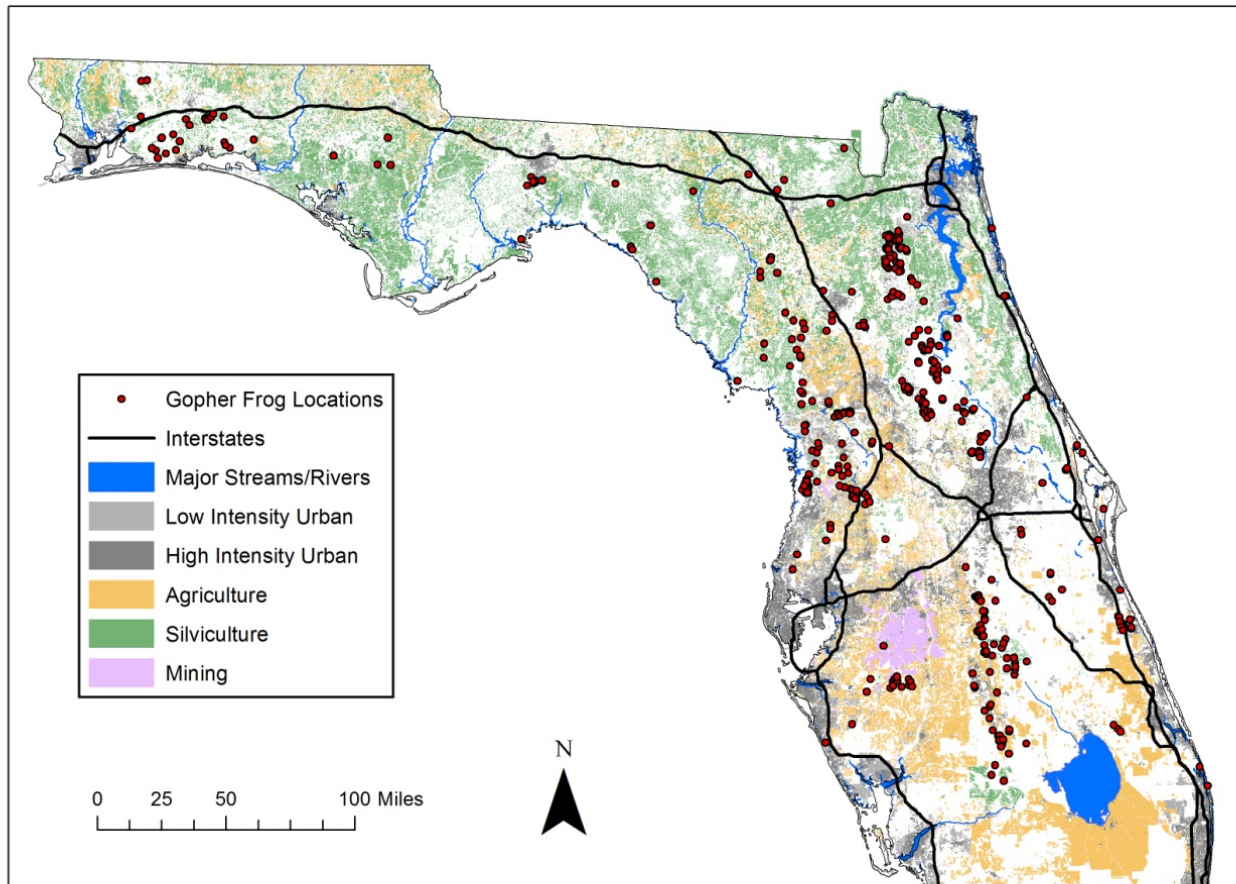 Gopher Frog Locations
Interstates
Major Streams/Rivers
Low Intensity Urban
High Intensity Urban
Agriculture
Silviculture
Mining
N
0 25 50 100 Miles